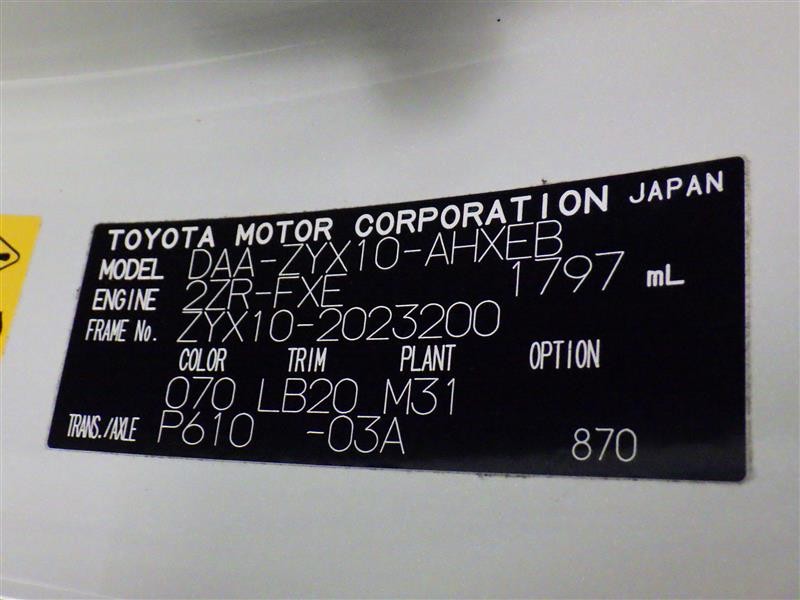 TOYOTA MOTOR CORPORATION JAPAN
MODEL DAA-ZYX10-AHXEB
ENGINE 2ZR-FXE 1797 mL
FRAME No. ZYX10-2023200
COLOR TRIM PLANT OPTION
070 LB20 M31
TRANS./AXLE P610 -03A 870